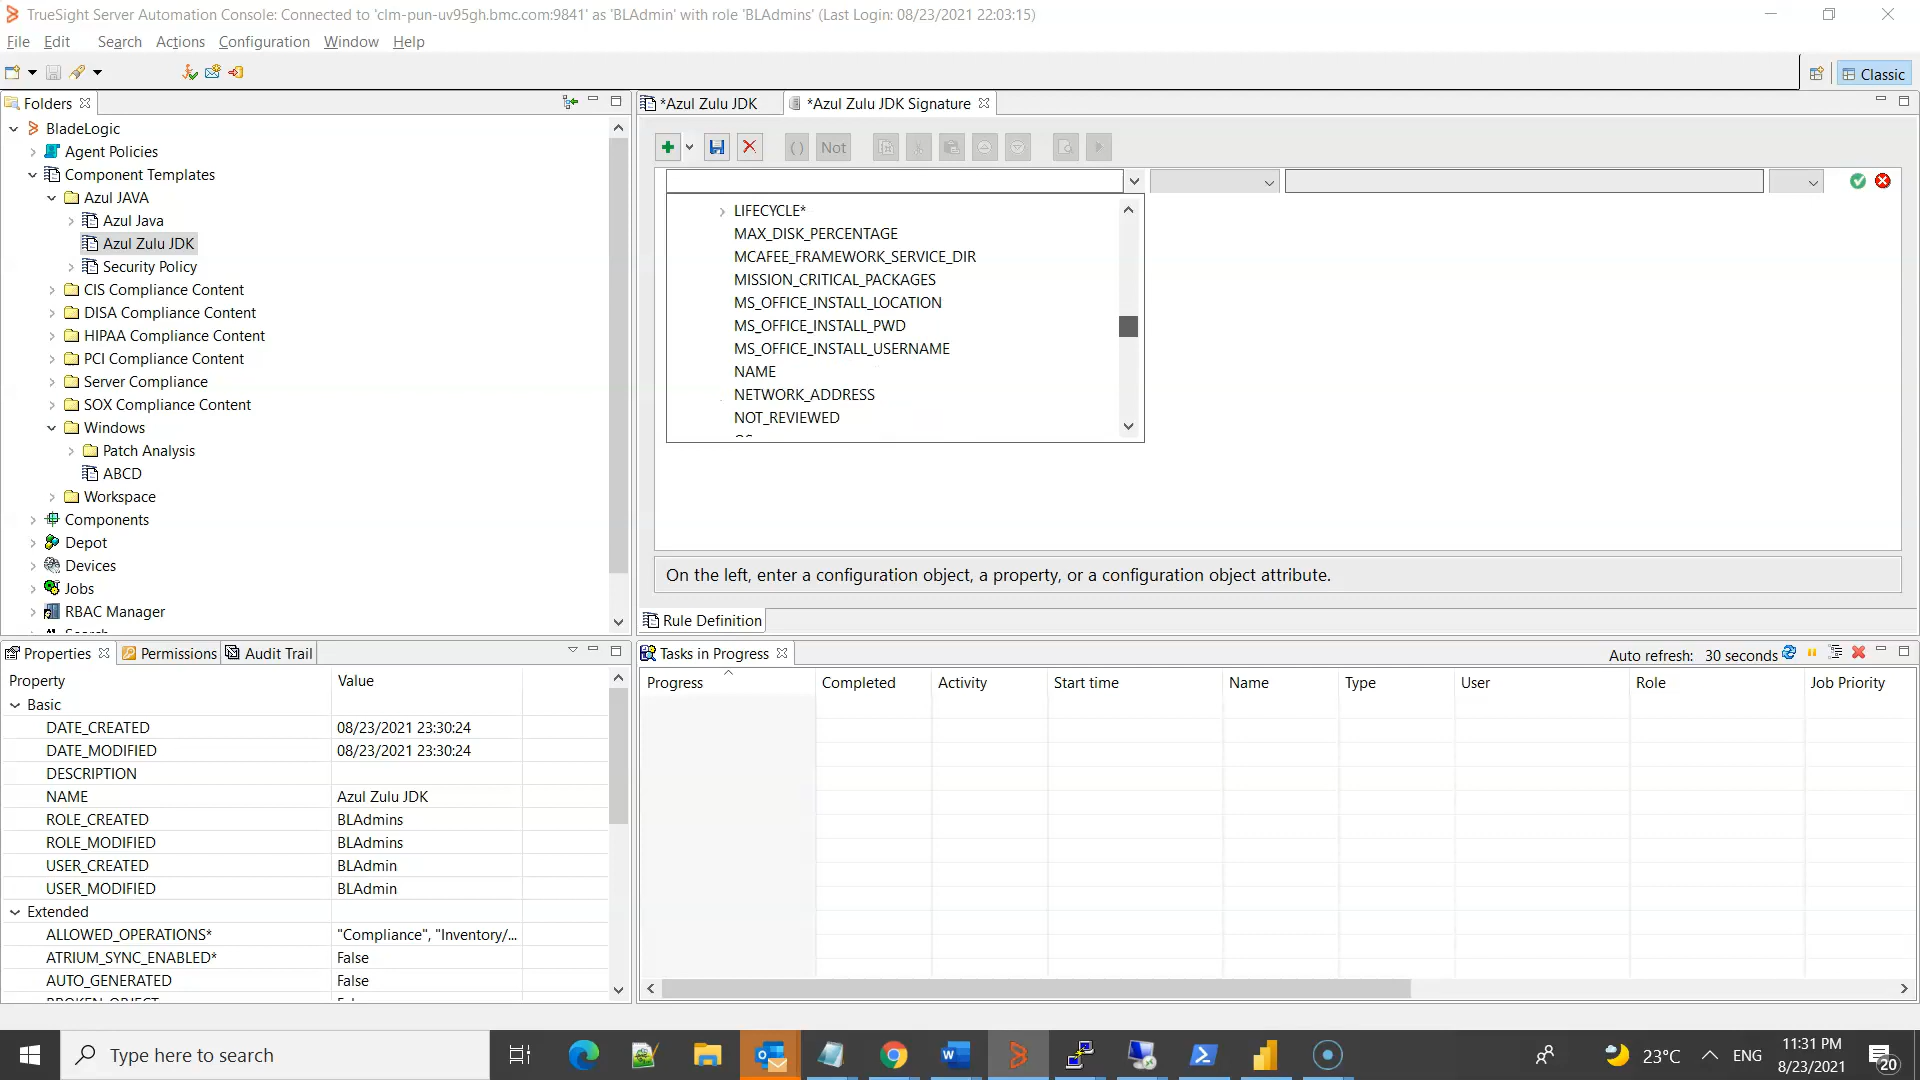 TrueSight Server Automation Console: Connected to 'clm-pun-uv95gh.bmc.com:9841' as 'BLAdmin' with role 'BLAdmins' (Last Login: 08/23/2021 22:03:15)
File Edit Search Actions Configuration Window Help
Classic
Folders
BladeLogic
Agent Policies
Component Templates
Azul JAVA
Azul Java
Azul Zulu JDK
Security Policy
CIS Compliance Content
DISA Compliance Content
HIPAA Compliance Content
PCI Compliance Content
Server Compliance
SOX Compliance Content
Windows
Patch Analysis
ABCD
Workspace
Components
Depot
Devices
Jobs
RBAC Manager
*Azul Zulu JDK
*Azul Zulu JDK Signature
( ) Not
LIFECYCLE*
MAX_DISK_PERCENTAGE
MCAFEE_FRAMEWORK_SERVICE_DIR
MISSION_CRITICAL_PACKAGES
MS_OFFICE_INSTALL_LOCATION
MS_OFFICE_INSTALL_PWD
MS_OFFICE_INSTALL_USERNAME
NAME
NETWORK_ADDRESS
NOT_REVIEWED
On the left, enter a configuration object, a property, or a configuration object attribute.
Rule Definition
Properties Permissions Audit Trail
Property Value
Basic
DATE_CREATED 08/23/2021 23:30:24
DATE_MODIFIED 08/23/2021 23:30:24
DESCRIPTION
NAME Azul Zulu JDK
ROLE_CREATED BLAdmins
ROLE_MODIFIED BLAdmins
USER_CREATED BLAdmin
USER_MODIFIED BLAdmin
Extended
ALLOWED_OPERATIONS* "Compliance", "Inventory/...
ATRIUM_SYNC_ENABLED* False
AUTO_GENERATED False
Tasks in Progress
Auto refresh: 30 seconds
Progress Completed Activity Start time Name Type User Role Job Priority
Type here to search
23°C ENG
11:31 PM
8/23/2021
20